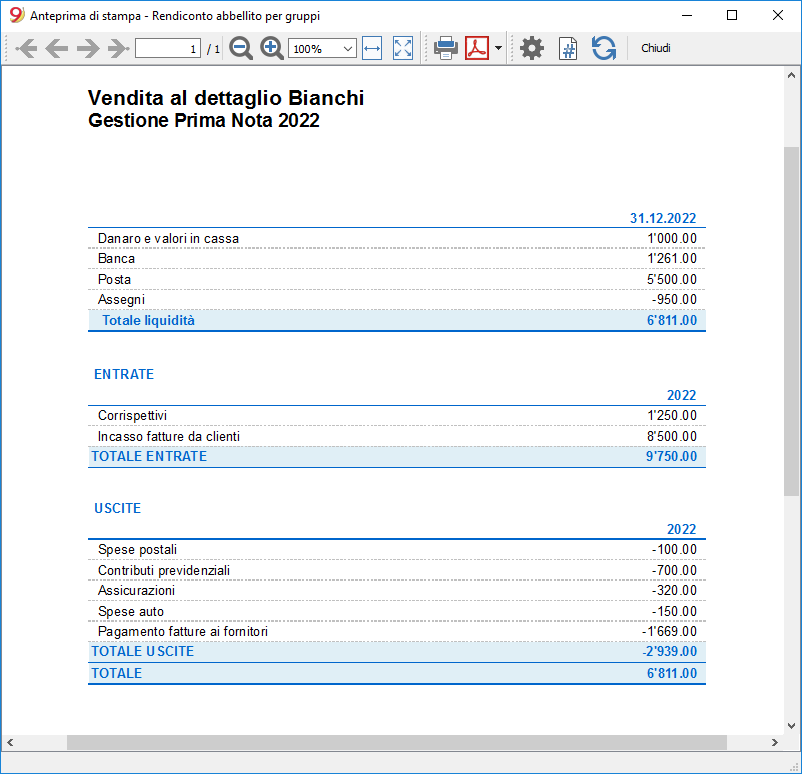 Anteprima di stampa - Rendiconto abbellito per gruppi
1 / 1 100% Chiudi
Vendita al dettaglio Bianchi
Gestione Prima Nota 2022
31.12.2022
Danaro e valori in cassa 1'000.00
Banca 1'261.00
Posta 5'500.00
Assegni -950.00
Totale liquidità 6'811.00
ENTRATE
2022
Corrispettivi 1'250.00
Incasso fatture da clienti 8'500.00
TOTALE ENTRATE 9'750.00
USCITE
2022
Spese postali -100.00
Contributi previdenziali -700.00
Assicurazioni -320.00
Spese auto -150.00
Pagamento fatture ai fornitori -1'669.00
TOTALE USCITE -2'939.00
TOTALE 6'811.00